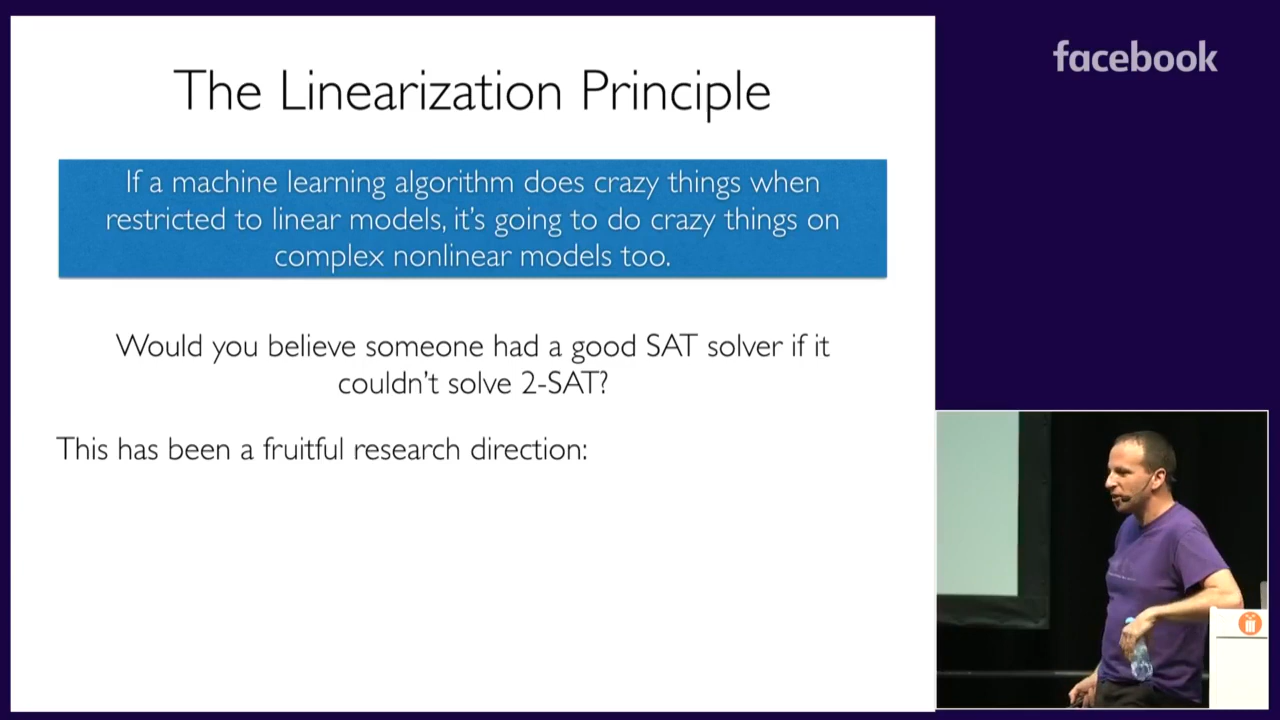 The Linearization Principle
facebook
If a machine learning algorithm does crazy things when
restricted to linear models, it's going to do crazy things on
complex nonlinear models too.
Would you believe someone had a good SAT solver if it
couldn't solve 2-SAT?
This has been a fruitful research direction: